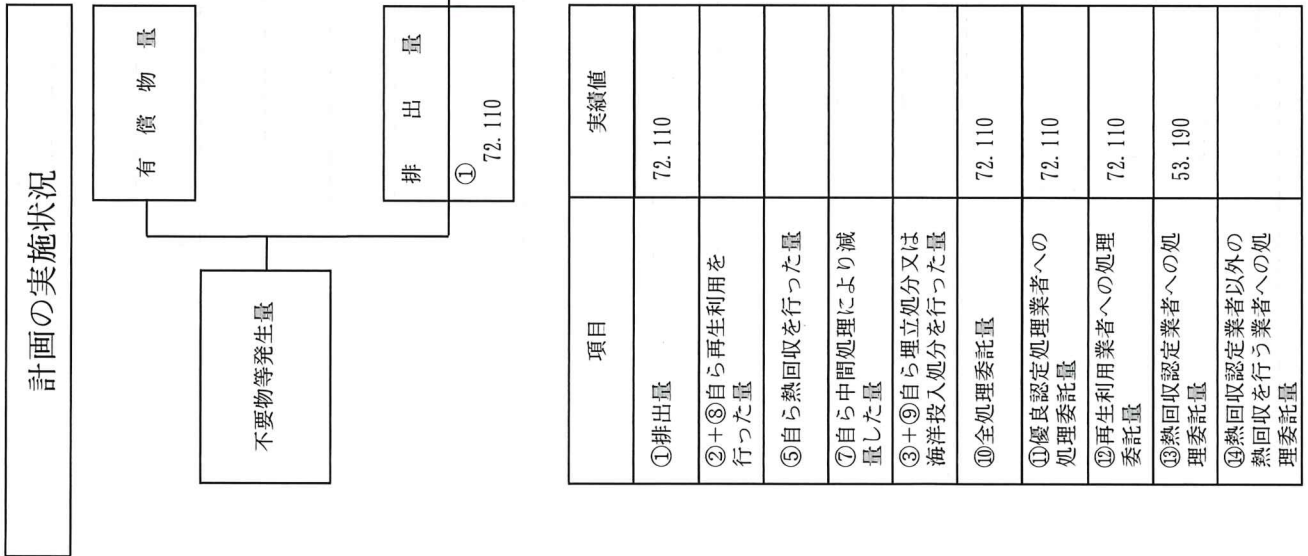 計画の実施状況
有償物量
不要物等発生量
排出量
①
72.110
項目
実績値
①排出量
72.110
②+⑧自ら再生利用を
行った量
⑤自ら熱回収を行った量
⑦自ら中間処理により減
量した量
③+⑨自ら埋立処分又は
海洋投入処分を行った量
⑩全処理委託量
72.110
⑪優良認定処理業者への
処理委託量
72.110
⑫再生利用業者への処理
委託量
72.110
⑬熱回収認定業者への処
理委託量
53.190
⑭熱回収認定業者以外の
熱回収を行う業者への処
理委託量